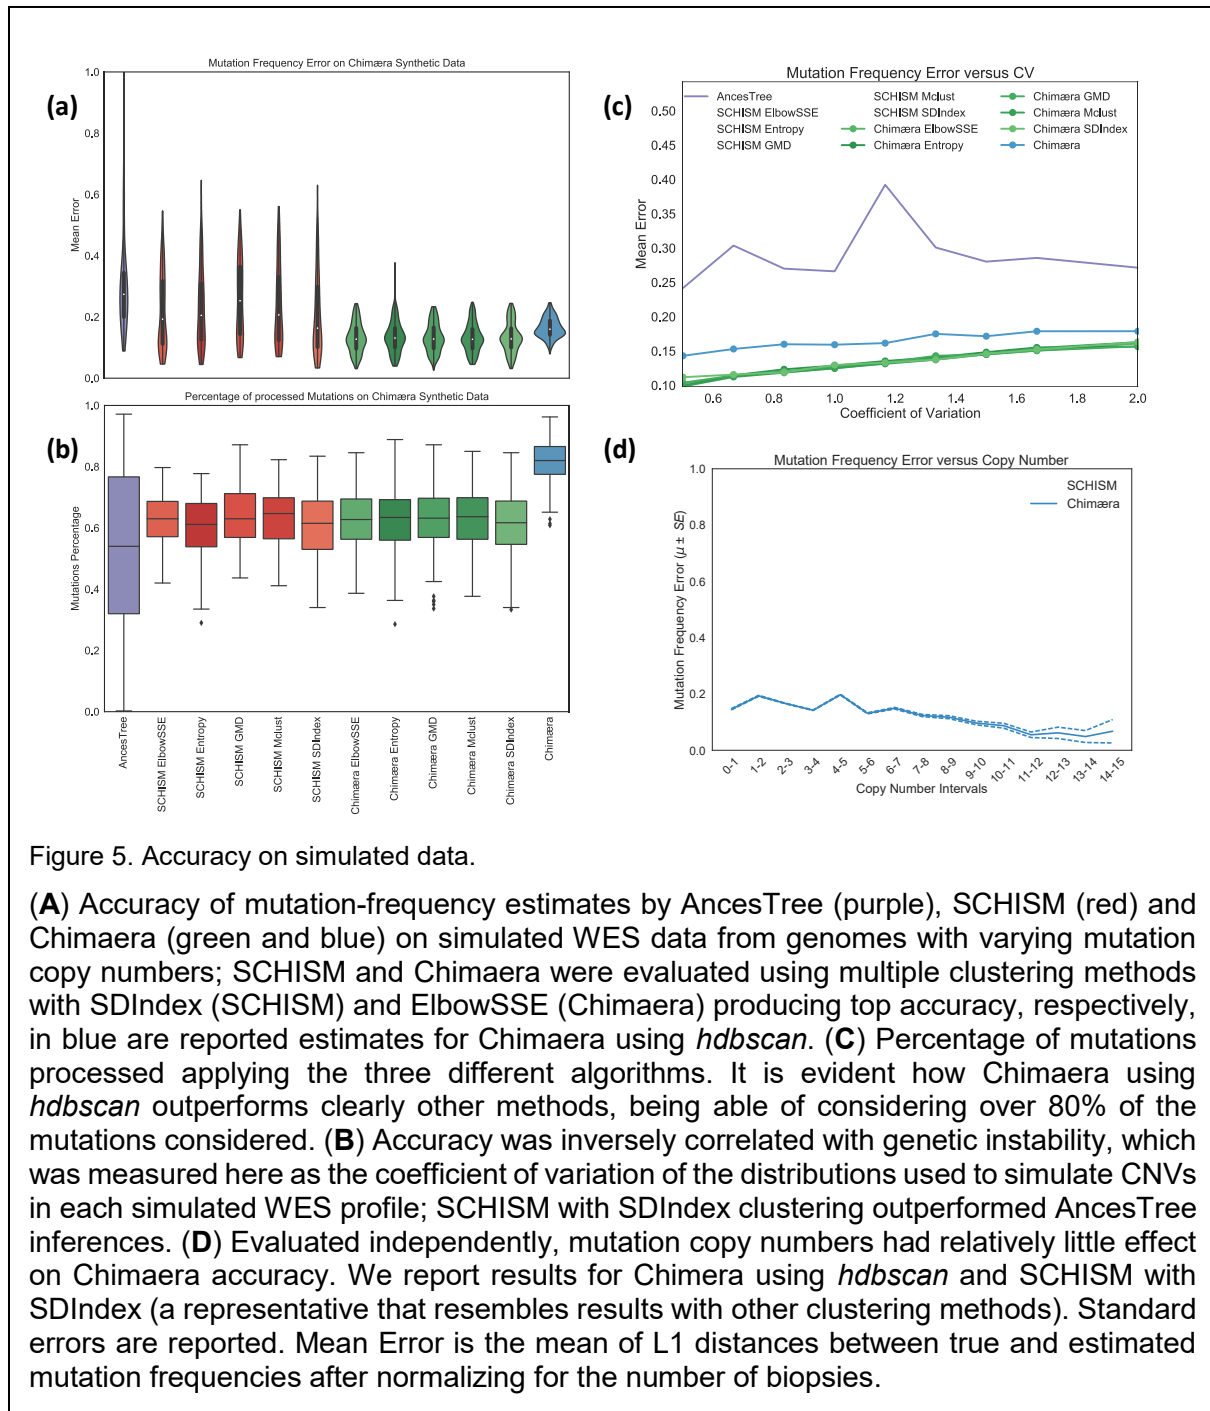 Mutation Frequency Error on Chimæra Synthetic Data
(a)
1.0
0.8
0.6
0.4
0.2
0.0
Mean Error
Percentage of processed Mutations on Chimæra Synthetic Data
(b)
1.0
0.8
0.6
0.4
0.2
0.0
Mutations Percentage
AncesTree
SCHISM ElbowSSE
SCHISM Entropy
SCHISM GMD
SCHISM Mclust
SCHISM SDIndex
Chimæra ElbowSSE
Chimæra Entropy
Chimæra GMD
Chimæra Mclust
Chimæra SDIndex
Chimæra
Mutation Frequency Error versus CV
(c)
AncesTree
SCHISM ElbowSSE
SCHISM Entropy
SCHISM GMD
SCHISM Mclust
SCHISM SDIndex
Chimæra ElbowSSE
Chimæra Entropy
Chimæra GMD
Chimæra Mclust
Chimæra SDIndex
Chimæra
0.50
0.45
0.40
0.35
0.30
0.25
0.20
0.15
0.10
Mean Error
0.6 0.8 1.0 1.2 1.4 1.6 1.8 2.0
Coefficient of Variation
(d)
Mutation Frequency Error versus Copy Number
SCHISM
Chimæra
1.0
0.8
0.6
0.4
0.2
0.0
Mutation Frequency Error (μ ± SE)
0-1
1-2
2-3
3-4
4-5
5-6
6-7
7-8
8-9
9-10
10-11
11-12
12-13
13-14
14-15
Copy Number Intervals
Figure 5. Accuracy on simulated data.
(A) Accuracy of mutation-frequency estimates by AncesTree (purple), SCHISM (red) and
Chimaera (green and blue) on simulated WES data from genomes with varying mutation
copy numbers; SCHISM and Chimaera were evaluated using multiple clustering methods
with SDIndex (SCHISM) and ElbowSSE (Chimaera) producing top accuracy, respectively,
in blue are reported estimates for Chimaera using hdbscan. (C) Percentage of mutations
processed applying the three different algorithms. It is evident how Chimaera using
hdbscan outperforms clearly other methods, being able of considering over 80% of the
mutations considered. (B) Accuracy was inversely correlated with genetic instability, which
was measured here as the coefficient of variation of the distributions used to simulate CNVs
in each simulated WES profile; SCHISM with SDIndex clustering outperformed AncesTree
inferences. (D) Evaluated independently, mutation copy numbers had relatively little effect
on Chimaera accuracy. We report results for Chimera using hdbscan and SCHISM with
SDIndex (a representative that resembles results with other clustering methods). Standard
errors are reported. Mean Error is the mean of L1 distances between true and estimated
mutation frequencies after normalizing for the number of biopsies.